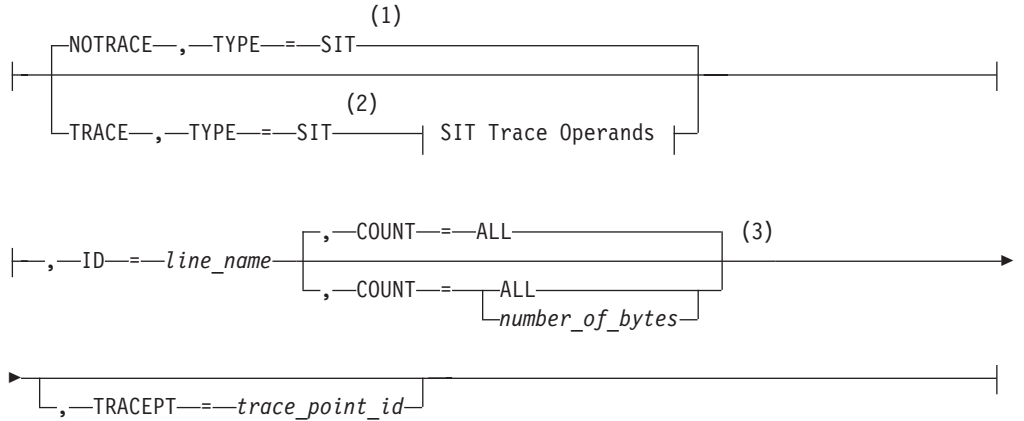 (1)
NOTRACE , TYPE = SIT
(2)
TRACE , TYPE = SIT SIT Trace Operands
, COUNT = ALL (3)
, ID = line_name
, COUNT = ALL
number_of_bytes
, TRACEPT = trace_point_id